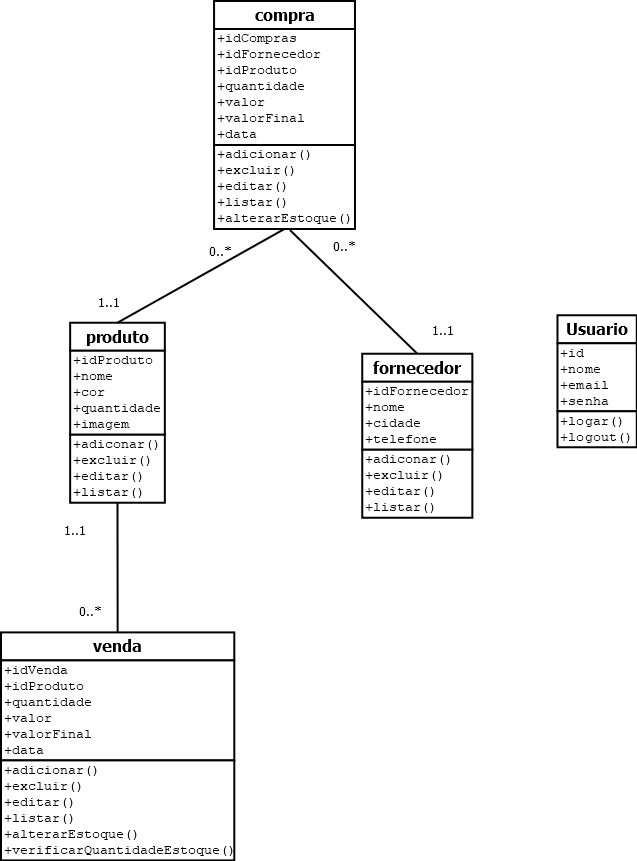 compra
+idCompras
+idFornecedor
+idProduto
+quantidade
+valor
+valorFinal
+data
+adicionar()
+excluir()
+editar()
+listar()
+alterarEstoque()
0..*
0..*
1..1
1..1
produto
+idProduto
+nome
+cor
+quantidade
+imagem
+adiconar()
+excluir()
+editar()
+listar()
fornecedor
+idFornecedor
+nome
+cidade
+telefone
+adiconar()
+excluir()
+editar()
+listar()
Usuario
+id
+nome
+email
+senha
+logar()
+logout()
1..1
0..*
venda
+idVenda
+idProduto
+quantidade
+valor
+valorFinal
+data
+adicionar()
+excluir()
+editar()
+listar()
+alterarEstoque()
+verificarQuantidadeEstoque()